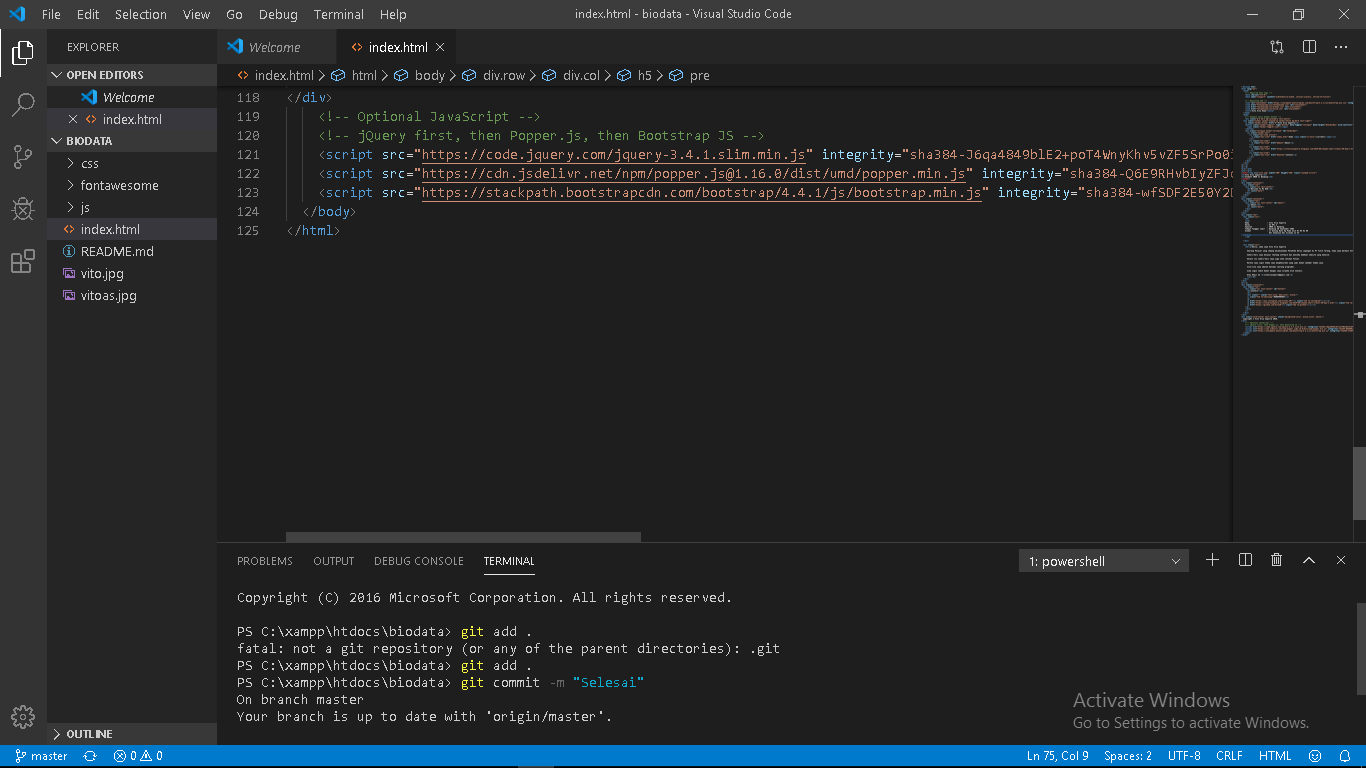 File Edit Selection View Go Debug Terminal Help
index.html - biodata - Visual Studio Code
EXPLORER
OPEN EDITORS
Welcome
index.html
BIODATA
css
fontawesome
js
index.html
README.md
vito.jpg
vitoas.jpg
OUTLINE
Welcome index.html
index.html > html > body > div.row > div.col > h5 > pre
118 </div>
119 <!-- Optional JavaScript -->
120 <!-- jQuery first, then Popper.js, then Bootstrap JS -->
121 <script src="https://code.jquery.com/jquery-3.4.1.slim.min.js" integrity="sha384-J6qa4849blE2+poT4WnyKhv5vZF5SrPo0
122 <script src="https://cdn.jsdelivr.net/npm/popper.js@1.16.0/dist/umd/popper.min.js" integrity="sha384-Q6E9RHvbIyZFJ
123 <script src="https://stackpath.bootstrapcdn.com/bootstrap/4.4.1/js/bootstrap.min.js" integrity="sha384-wfSDF2E50Y2
124 </body>
125 </html>
PROBLEMS OUTPUT DEBUG CONSOLE TERMINAL
1: powershell
Copyright (C) 2016 Microsoft Corporation. All rights reserved.
PS C:\xampp\htdocs\biodata> git add .
fatal: not a git repository (or any of the parent directories): .git
PS C:\xampp\htdocs\biodata> git add .
PS C:\xampp\htdocs\biodata> git commit -m "Selesai"
On branch master
Your branch is up to date with 'origin/master'.
Activate Windows
Go to Settings to activate Windows.
master 0 0
Ln 75, Col 9 Spaces: 2 UTF-8 CRLF HTML